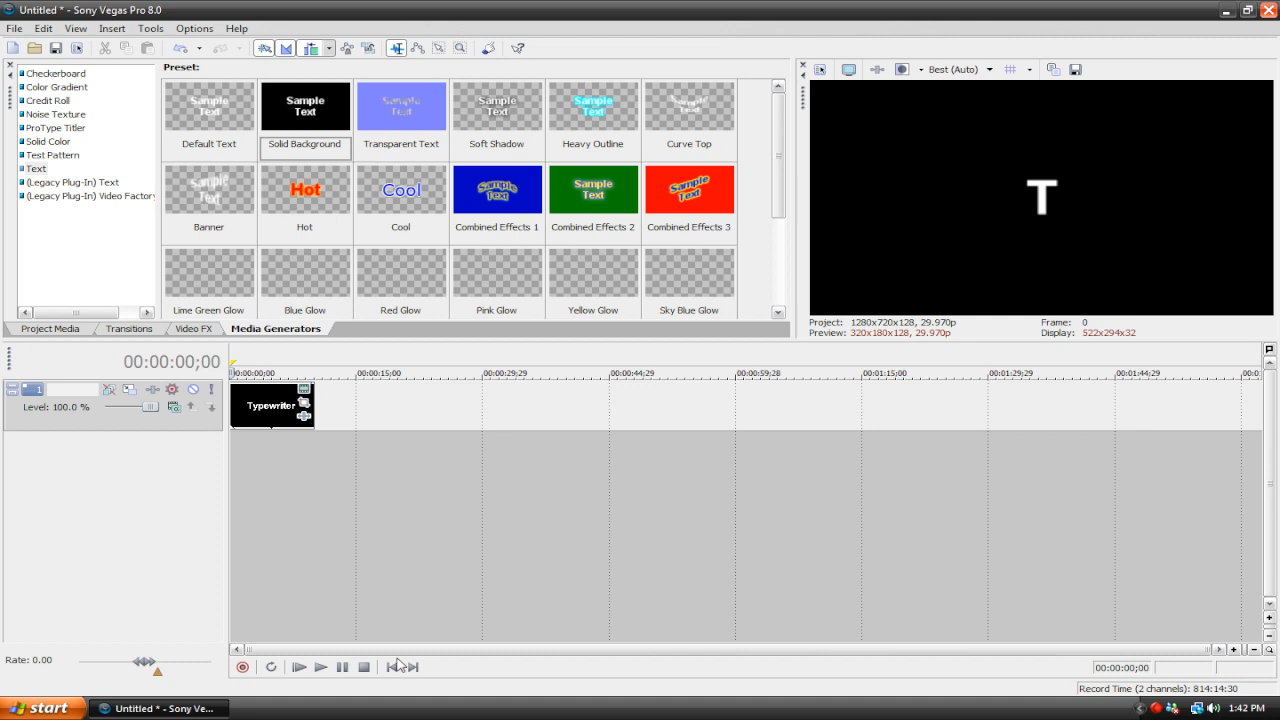 Untitled * - Sony Vegas Pro 8.0
File Edit View Insert Tools Options Help
Checkerboard
Color Gradient
Credit Roll
Noise Texture
ProType Titler
Solid Color
Test Pattern
Text
(Legacy Plug-In) Text
(Legacy Plug-In) Video Factory
Preset:
Sample Text Sample Text Sample Text Sample Text Sample Text Sample Text
Default Text Solid Background Transparent Text Soft Shadow Heavy Outline Curve Top
Sample Text Hot Cool Sample Text Sample Text Sample Text
Banner Hot Cool Combined Effects 1 Combined Effects 2 Combined Effects 3
Lime Green Glow Blue Glow Red Glow Pink Glow Yellow Glow Sky Blue Glow
Project Media Transitions Video FX Media Generators
Best (Auto)
T
Project: 1280x720x128, 29.970p Frame: 0
Preview: 320x180x128, 29.970p Display: 522x294x32
00:00:00;00
00:00:00;00 00:00:15;00 00:00:29;29 00:00:44;29 00:00:59;28 00:01:15;00 00:01:29;29 00:01:44;29 00:0
1
Level: 100.0 %
Typewriter
Rate: 0.00
00:00:00;00
Record Time (2 channels): 814:14:30
start Untitled * - Sony Ve... 1:42 PM